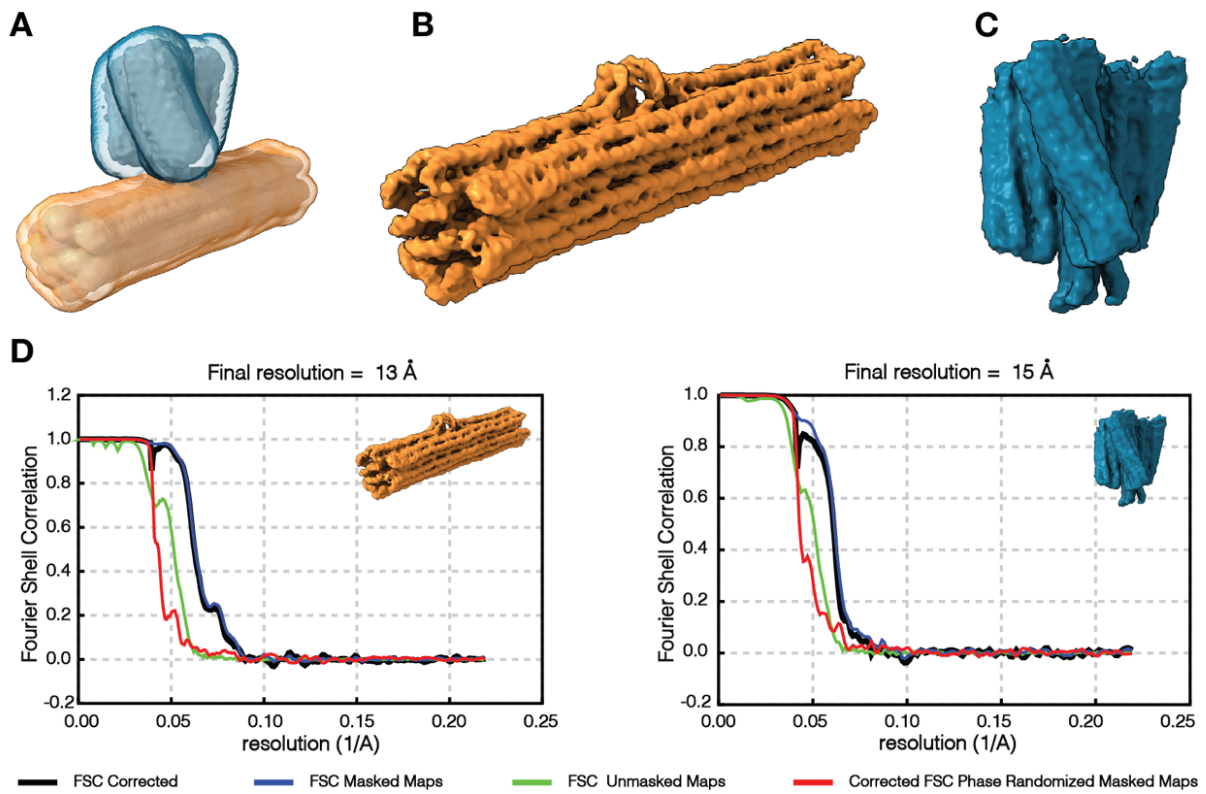 A
B
C
D
Final resolution = 13 Å
1.2
1.0
0.8
0.6
0.4
0.2
0.0
-0.2
Fourier Shell Correlation
0.00 0.05 0.10 0.15 0.20 0.25
resolution (1/A)
Final resolution = 15 Å
1.0
0.8
0.6
0.4
0.2
0.0
-0.2
Fourier Shell Correlation
0.00 0.05 0.10 0.15 0.20 0.25
resolution (1/A)
FSC Corrected FSC Masked Maps FSC Unmasked Maps Corrected FSC Phase Randomized Masked Maps